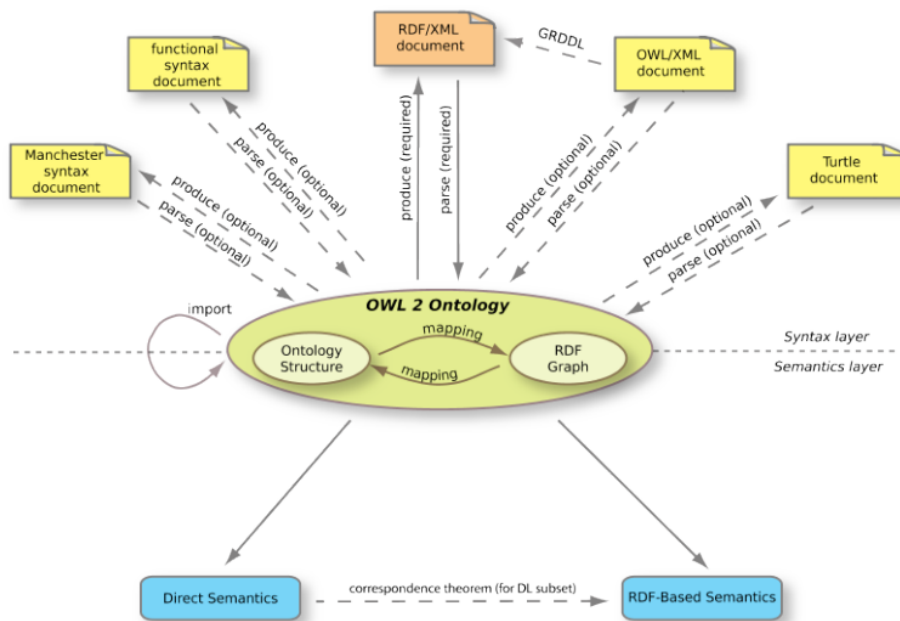 functional
syntax
document
RDF/XML
document
GRDDL
OWL/XML
document
Manchester
syntax
document
Turtle
document
produce (optional)
parse (optional)
produce (optional)
parse (optional)
produce (required)
parse (required)
produce (optional)
parse (optional)
produce (optional)
parse (optional)
OWL 2 Ontology
import
mapping
Ontology
Structure
RDF
Graph
mapping
Syntax layer
Semantics layer
Direct Semantics
correspondence theorem (for DL subset)
RDF-Based Semantics